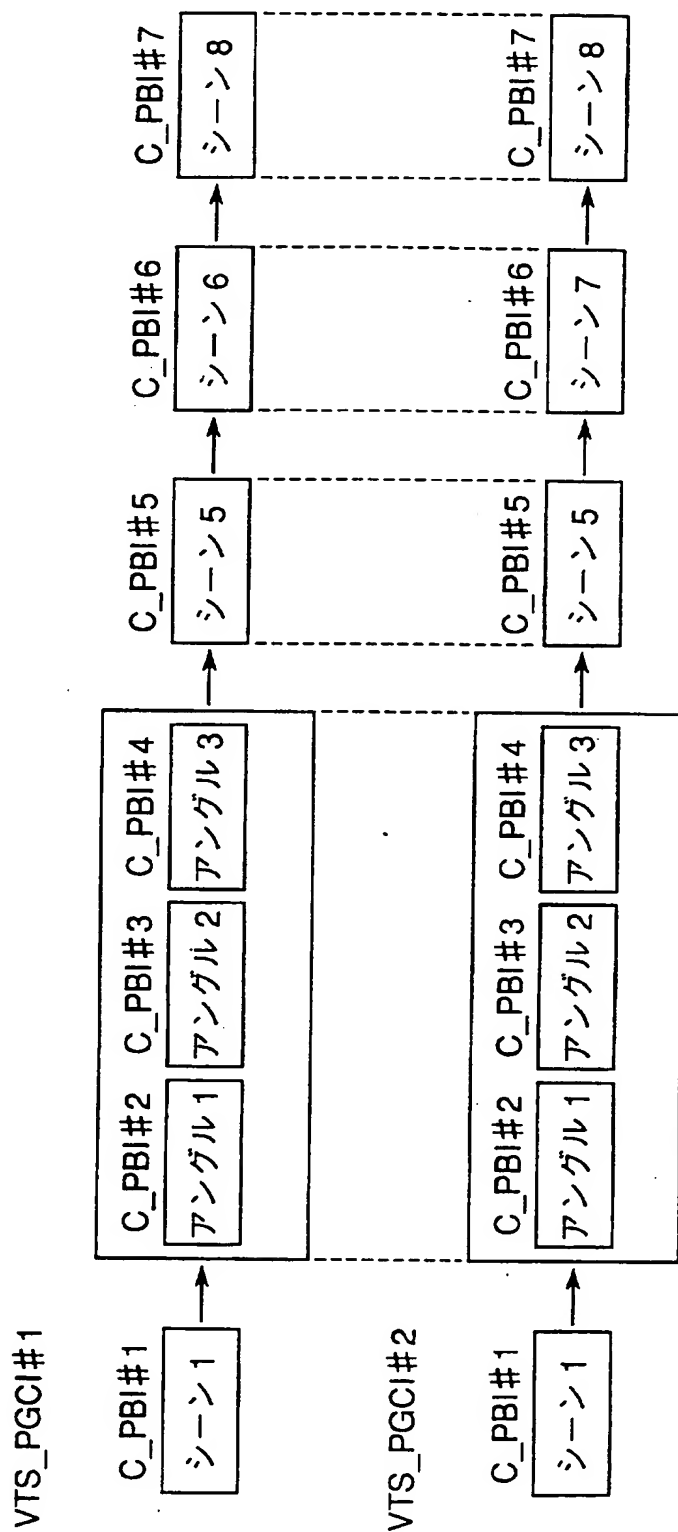 VTS_PGCI#1
C_PBI#1
シーン1
C_PBI#2
アングル1
C_PBI#3
アングル2
C_PBI#4
アングル3
C_PBI#5
シーン5
C_PBI#6
シーン6
C_PBI#7
シーン8
VTS_PGCI#2
C_PBI#1
シーン1
C_PBI#2
アングル1
C_PBI#3
アングル2
C_PBI#4
アングル3
C_PBI#5
シーン5
C_PBI#6
シーン7
C_PBI#7
シーン8